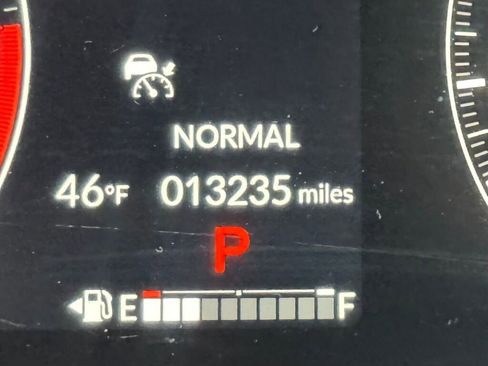 NORMAL
46°F 013235 miles
P
E F